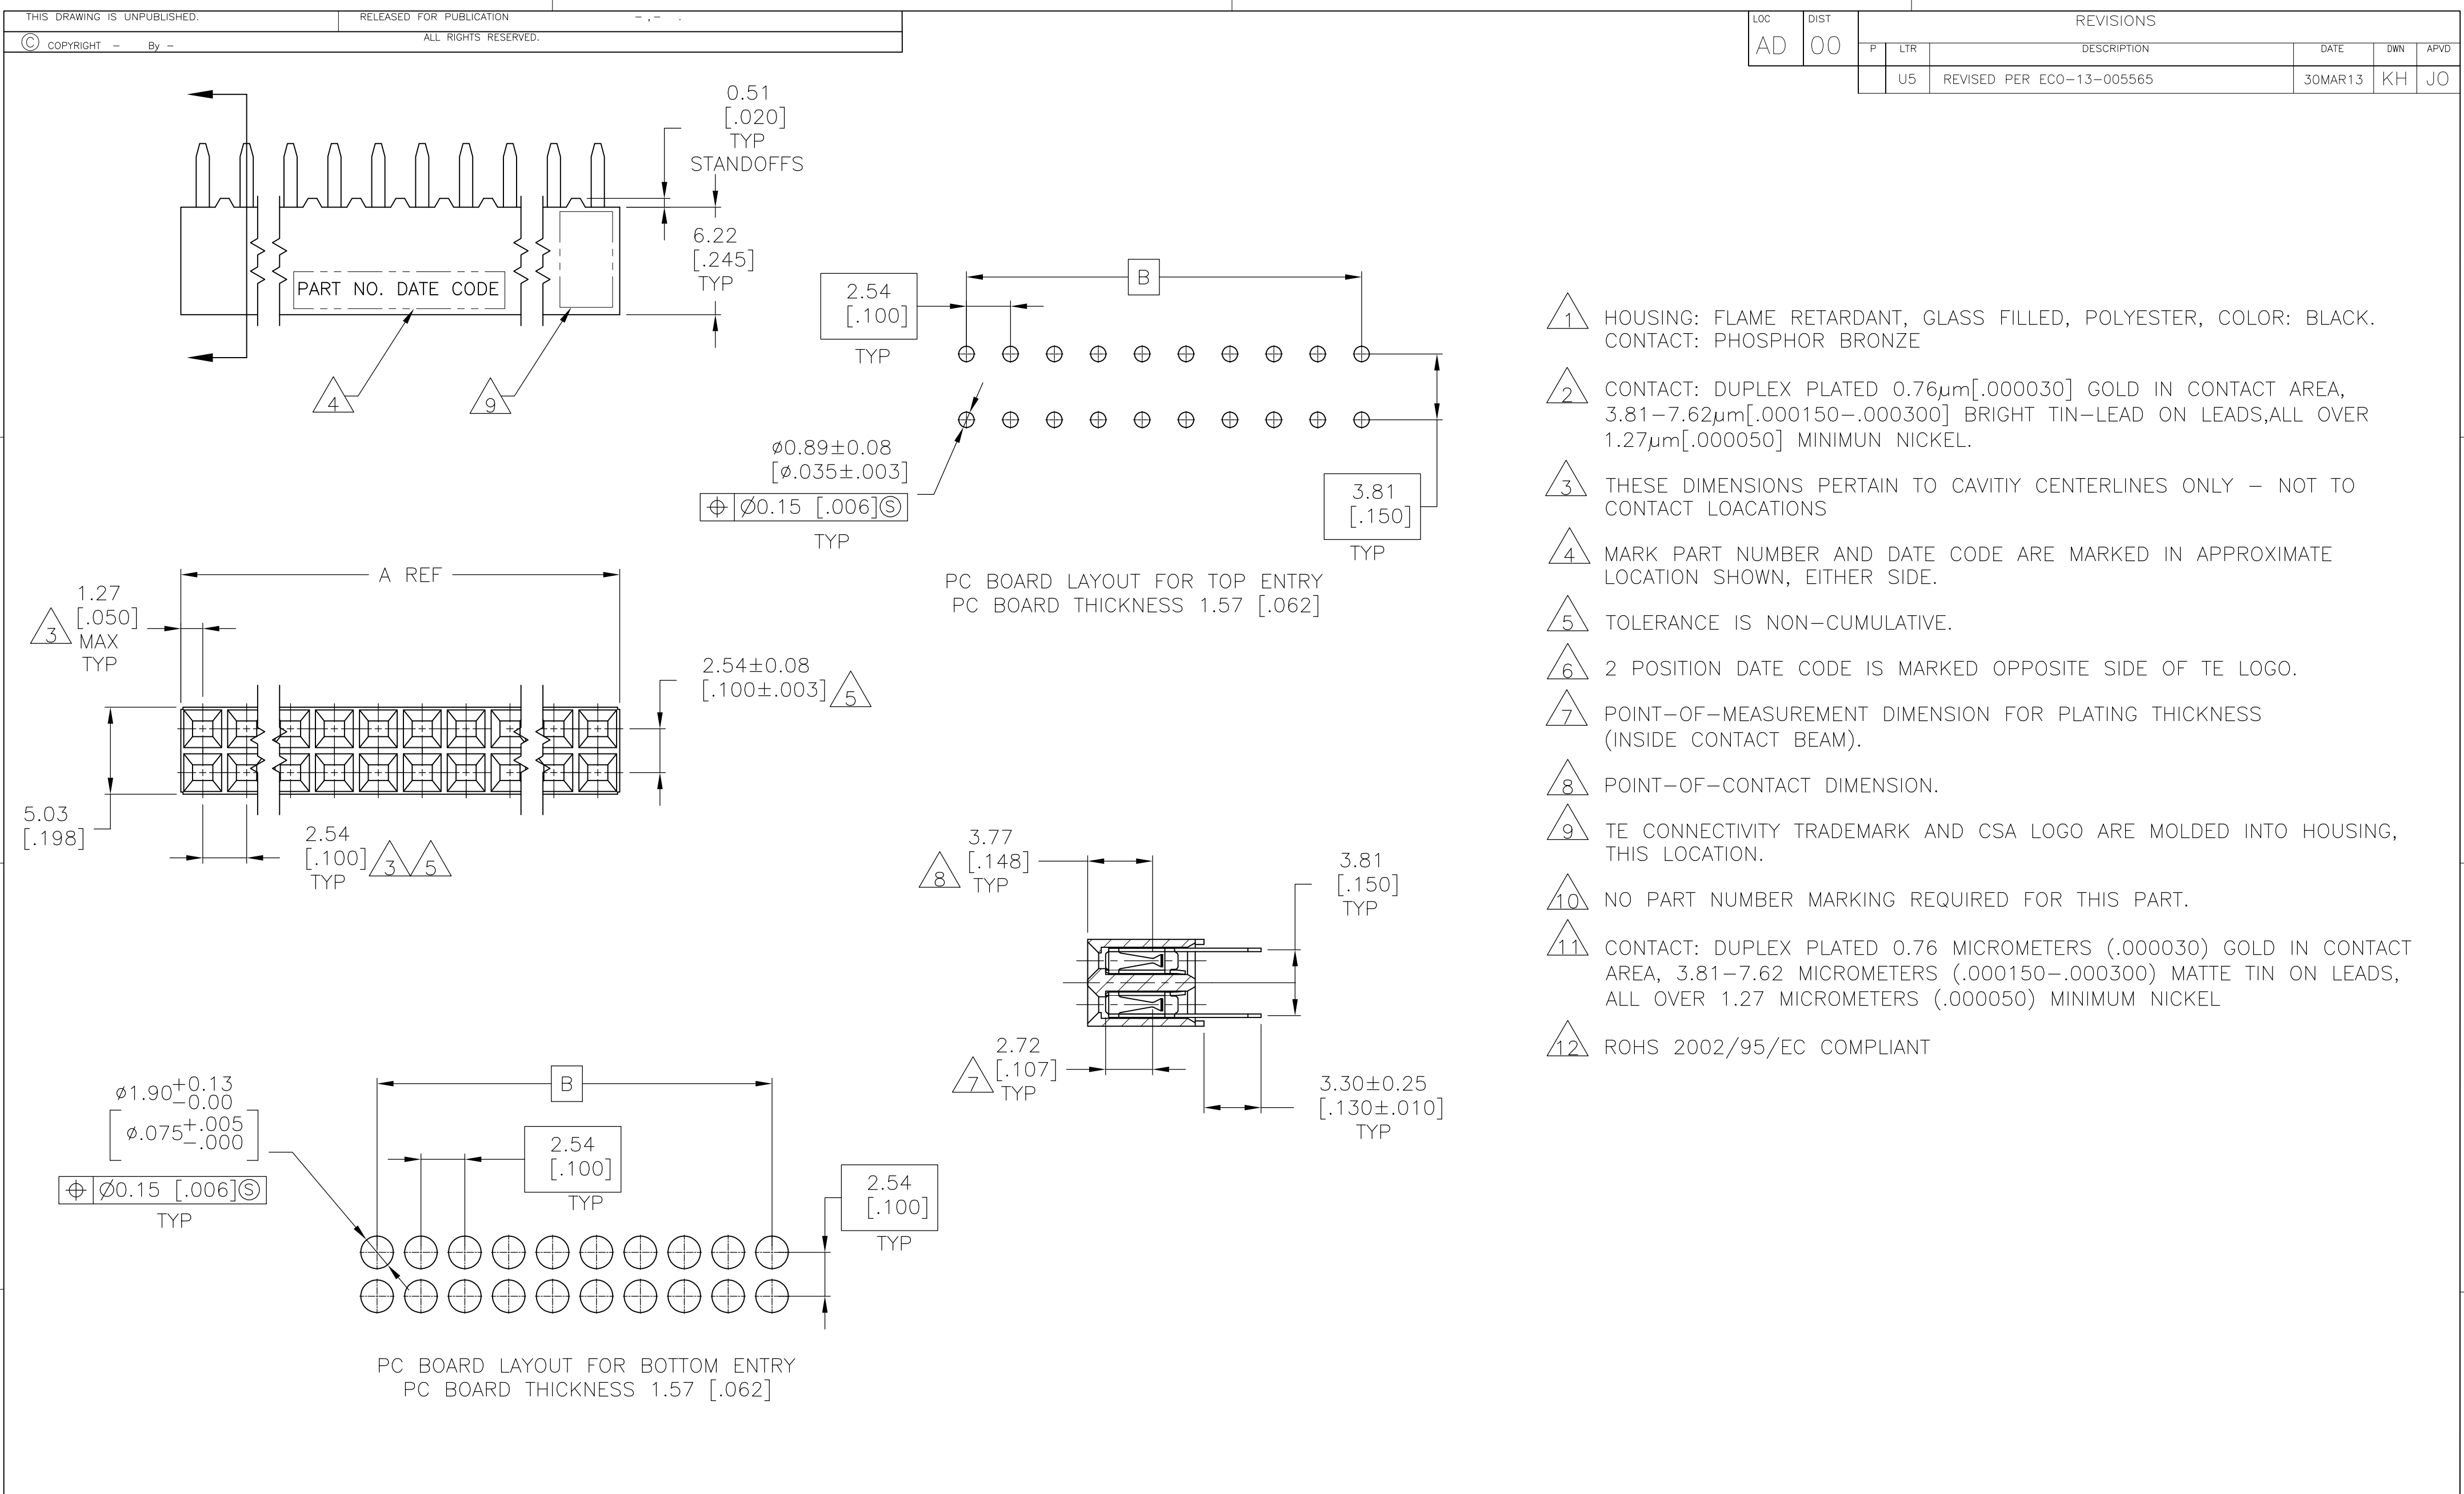 THIS DRAWING IS UNPUBLISHED.
RELEASED FOR PUBLICATION
- ,- .
© COPYRIGHT - By -
ALL RIGHTS RESERVED.
LOC
DIST
AD
00
REVISIONS
P
LTR
DESCRIPTION
DATE
DWN
APVD
U5
REVISED PER ECO-13-005565
30MAR13
KH
JO
0.51
[.020]
TYP
STANDOFFS
6.22
[.245]
TYP
PART NO. DATE CODE
4
9
2.54
[.100]
TYP
B
ø0.89±0.08
[ø.035±.003]
⌖ Ø0.15 [.006]Ⓢ
TYP
3.81
[.150]
TYP
PC BOARD LAYOUT FOR TOP ENTRY
PC BOARD THICKNESS 1.57 [.062]
A REF
1.27
[.050]
3
MAX
TYP
2.54±0.08
[.100±.003]
5
5.03
[.198]
2.54
[.100]
TYP
3
5
3.77
[.148]
8
TYP
3.81
[.150]
TYP
2.72
[.107]
7
TYP
3.30±0.25
[.130±.010]
TYP
ø1.90+0.13
-0.00
[ø.075+.005
-.000]
⌖ Ø0.15 [.006]Ⓢ
TYP
B
2.54
[.100]
TYP
2.54
[.100]
TYP
PC BOARD LAYOUT FOR BOTTOM ENTRY
PC BOARD THICKNESS 1.57 [.062]
1 HOUSING: FLAME RETARDANT, GLASS FILLED, POLYESTER, COLOR: BLACK.
CONTACT: PHOSPHOR BRONZE
2 CONTACT: DUPLEX PLATED 0.76µm[.000030] GOLD IN CONTACT AREA,
3.81-7.62µm[.000150-.000300] BRIGHT TIN-LEAD ON LEADS,ALL OVER
1.27µm[.000050] MINIMUN NICKEL.
3 THESE DIMENSIONS PERTAIN TO CAVITIY CENTERLINES ONLY - NOT TO
CONTACT LOACATIONS
4 MARK PART NUMBER AND DATE CODE ARE MARKED IN APPROXIMATE
LOCATION SHOWN, EITHER SIDE.
5 TOLERANCE IS NON-CUMULATIVE.
6 2 POSITION DATE CODE IS MARKED OPPOSITE SIDE OF TE LOGO.
7 POINT-OF-MEASUREMENT DIMENSION FOR PLATING THICKNESS
(INSIDE CONTACT BEAM).
8 POINT-OF-CONTACT DIMENSION.
9 TE CONNECTIVITY TRADEMARK AND CSA LOGO ARE MOLDED INTO HOUSING,
THIS LOCATION.
10 NO PART NUMBER MARKING REQUIRED FOR THIS PART.
11 CONTACT: DUPLEX PLATED 0.76 MICROMETERS (.000030) GOLD IN CONTACT
AREA, 3.81-7.62 MICROMETERS (.000150-.000300) MATTE TIN ON LEADS,
ALL OVER 1.27 MICROMETERS (.000050) MINIMUM NICKEL
12 ROHS 2002/95/EC COMPLIANT